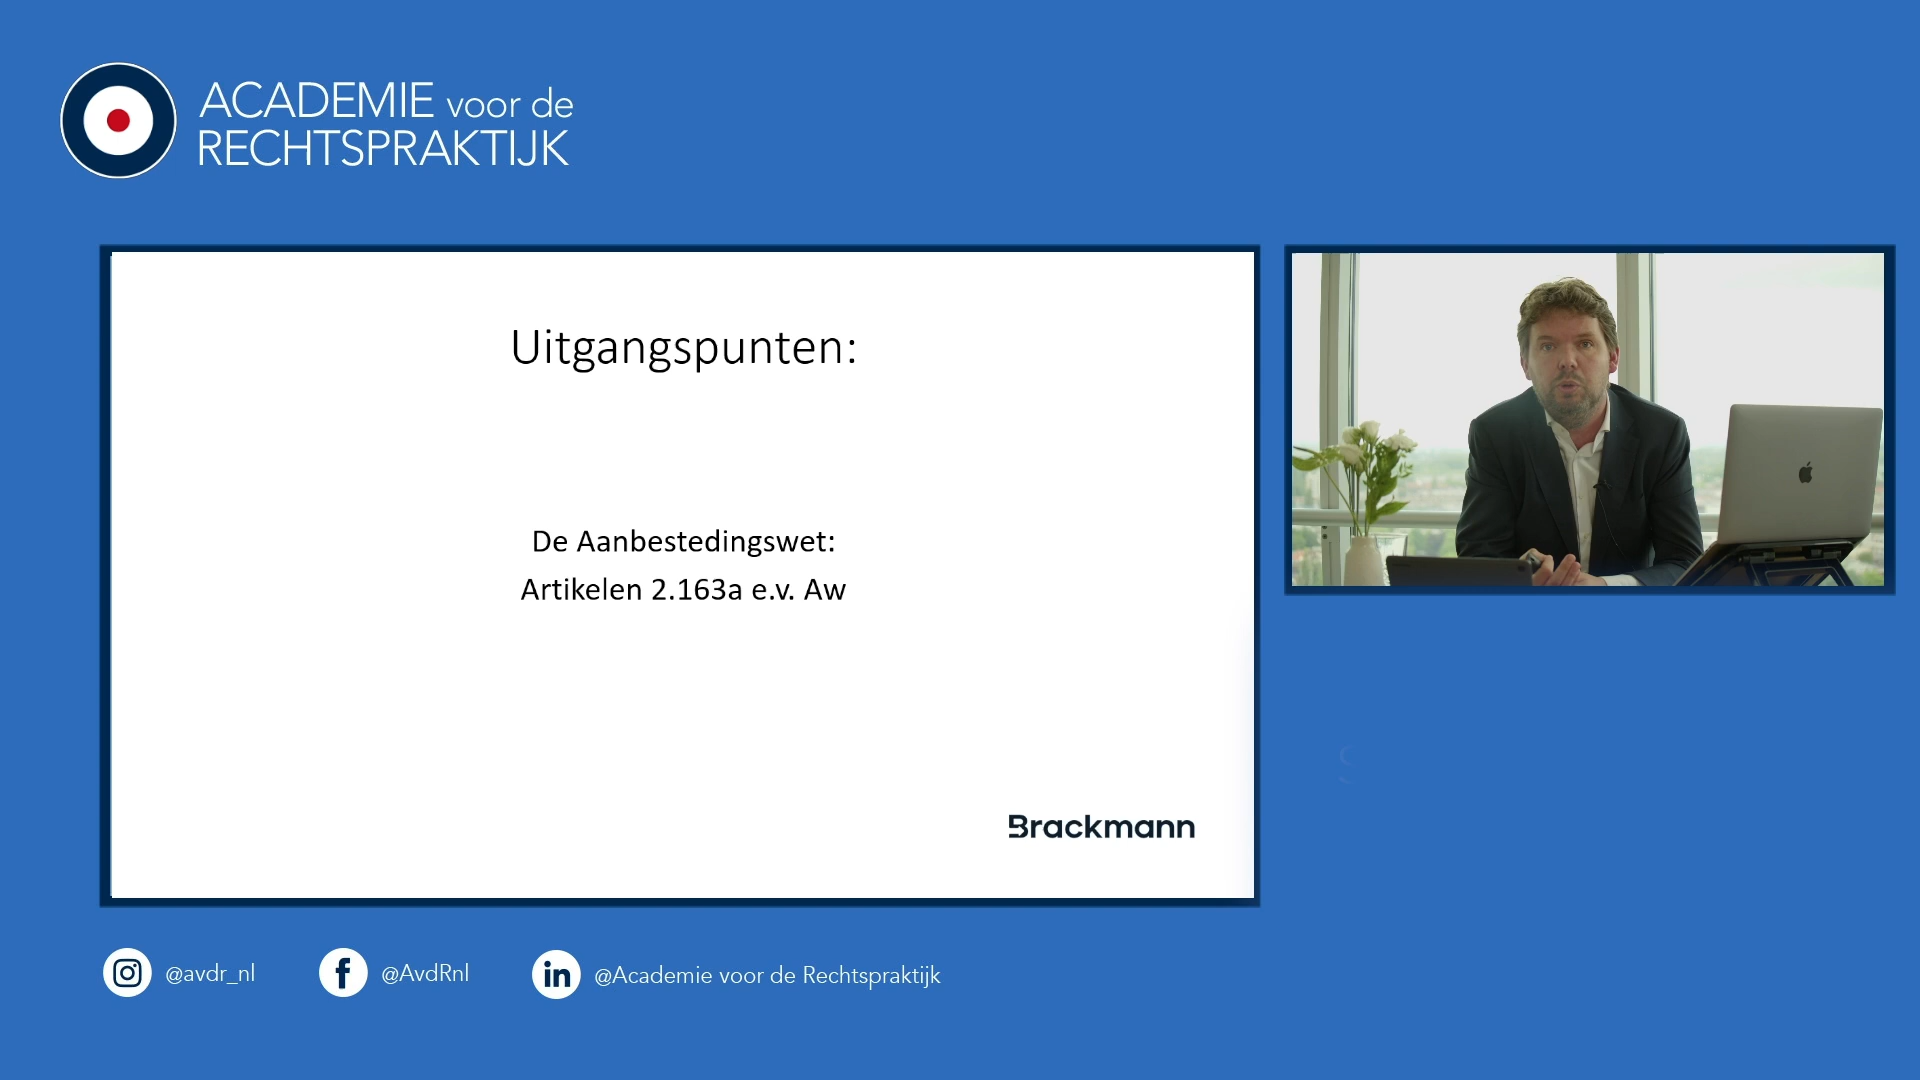 ACADEMIE voor de
RECHTSPRAKTIJK
Uitgangspunten:
De Aanbestedingswet:
Artikelen 2.163a e.v. Aw
Brackmann
@avdr_nl
@AvdRnl
@Academie voor de Rechtspraktijk